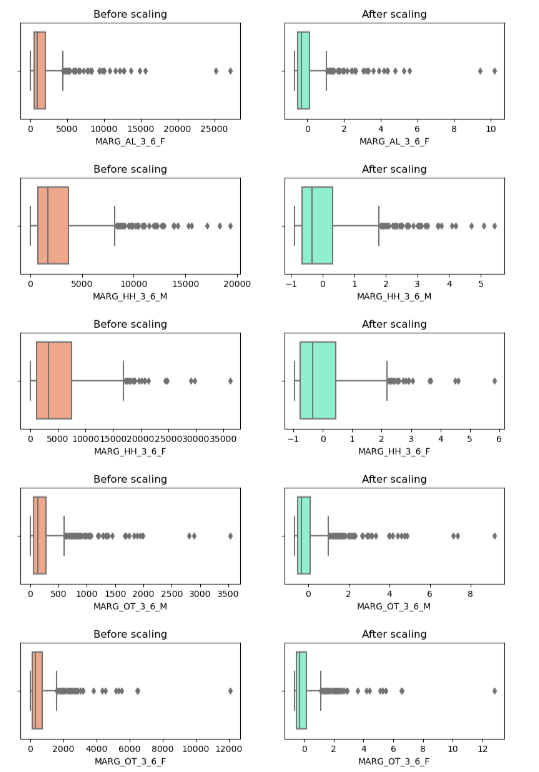 Before scaling After scaling
0 5000 10000 15000 20000 25000 0 2 4 6 8 10
MARG_AL_3_6_F MARG_AL_3_6_F
Before scaling After scaling
0 5000 10000 15000 20000 −1 0 1 2 3 4 5
MARG_HH_3_6_M MARG_HH_3_6_M
Before scaling After scaling
0 5000 10000 15000 20000 25000 30000 35000 −1 0 1 2 3 4 5 6
MARG_HH_3_6_F MARG_HH_3_6_F
Before scaling After scaling
0 500 1000 1500 2000 2500 3000 3500 0 2 4 6 8
MARG_OT_3_6_M MARG_OT_3_6_M
Before scaling After scaling
0 2000 4000 6000 8000 10000 12000 0 2 4 6 8 10 12
MARG_OT_3_6_F MARG_OT_3_6_F